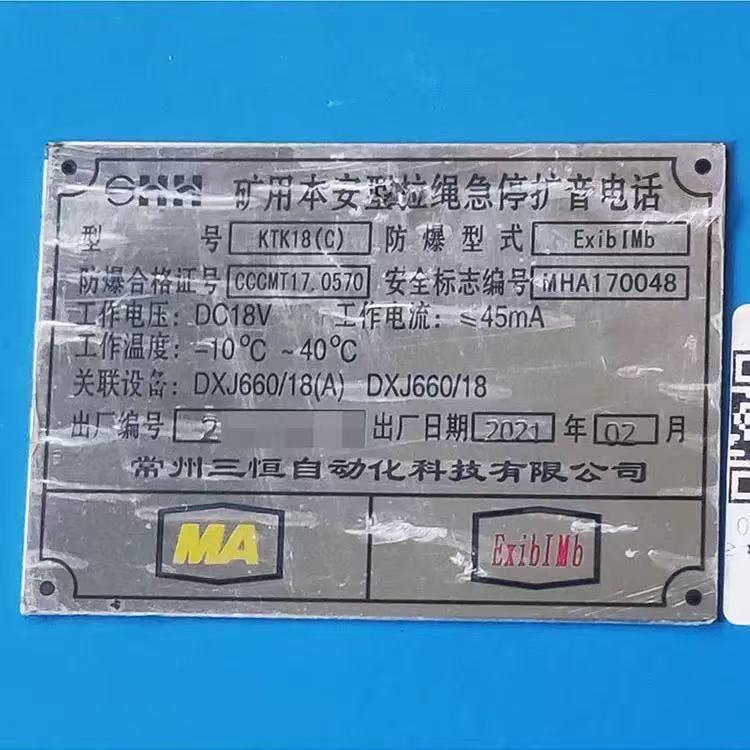 矿用本安型拉绳急停扩音电话
型号 KTK18(C) 防爆型式 ExibIMb
防爆合格证号 CCCMT17.0570 安全标志编号 MHA170048
工作电压: DC18V 工作电流: ≤45mA
工作温度: -10℃ ~40℃
关联设备: DXJ660/18(A) DXJ660/18
出厂编号 2 出厂日期 2021 年 02 月
常州三恒自动化科技有限公司
MA ExibIMb